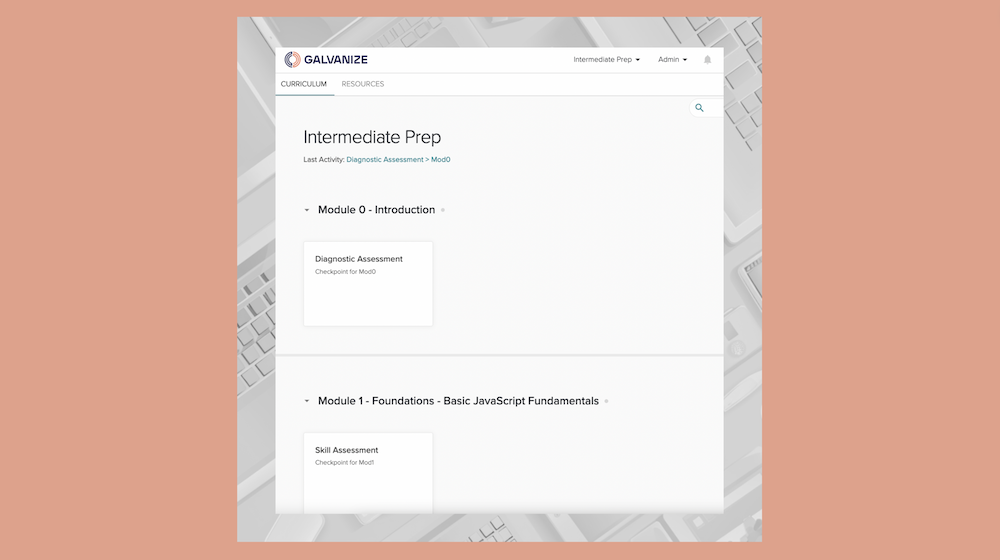 GALVANIZE
Intermediate Prep
Admin
CURRICULUM
RESOURCES
Intermediate Prep
Last Activity: Diagnostic Assessment > Mod0
Module 0 - Introduction
Diagnostic Assessment
Checkpoint for Mod0
Module 1 - Foundations - Basic JavaScript Fundamentals
Skill Assessment
Checkpoint for Mod1